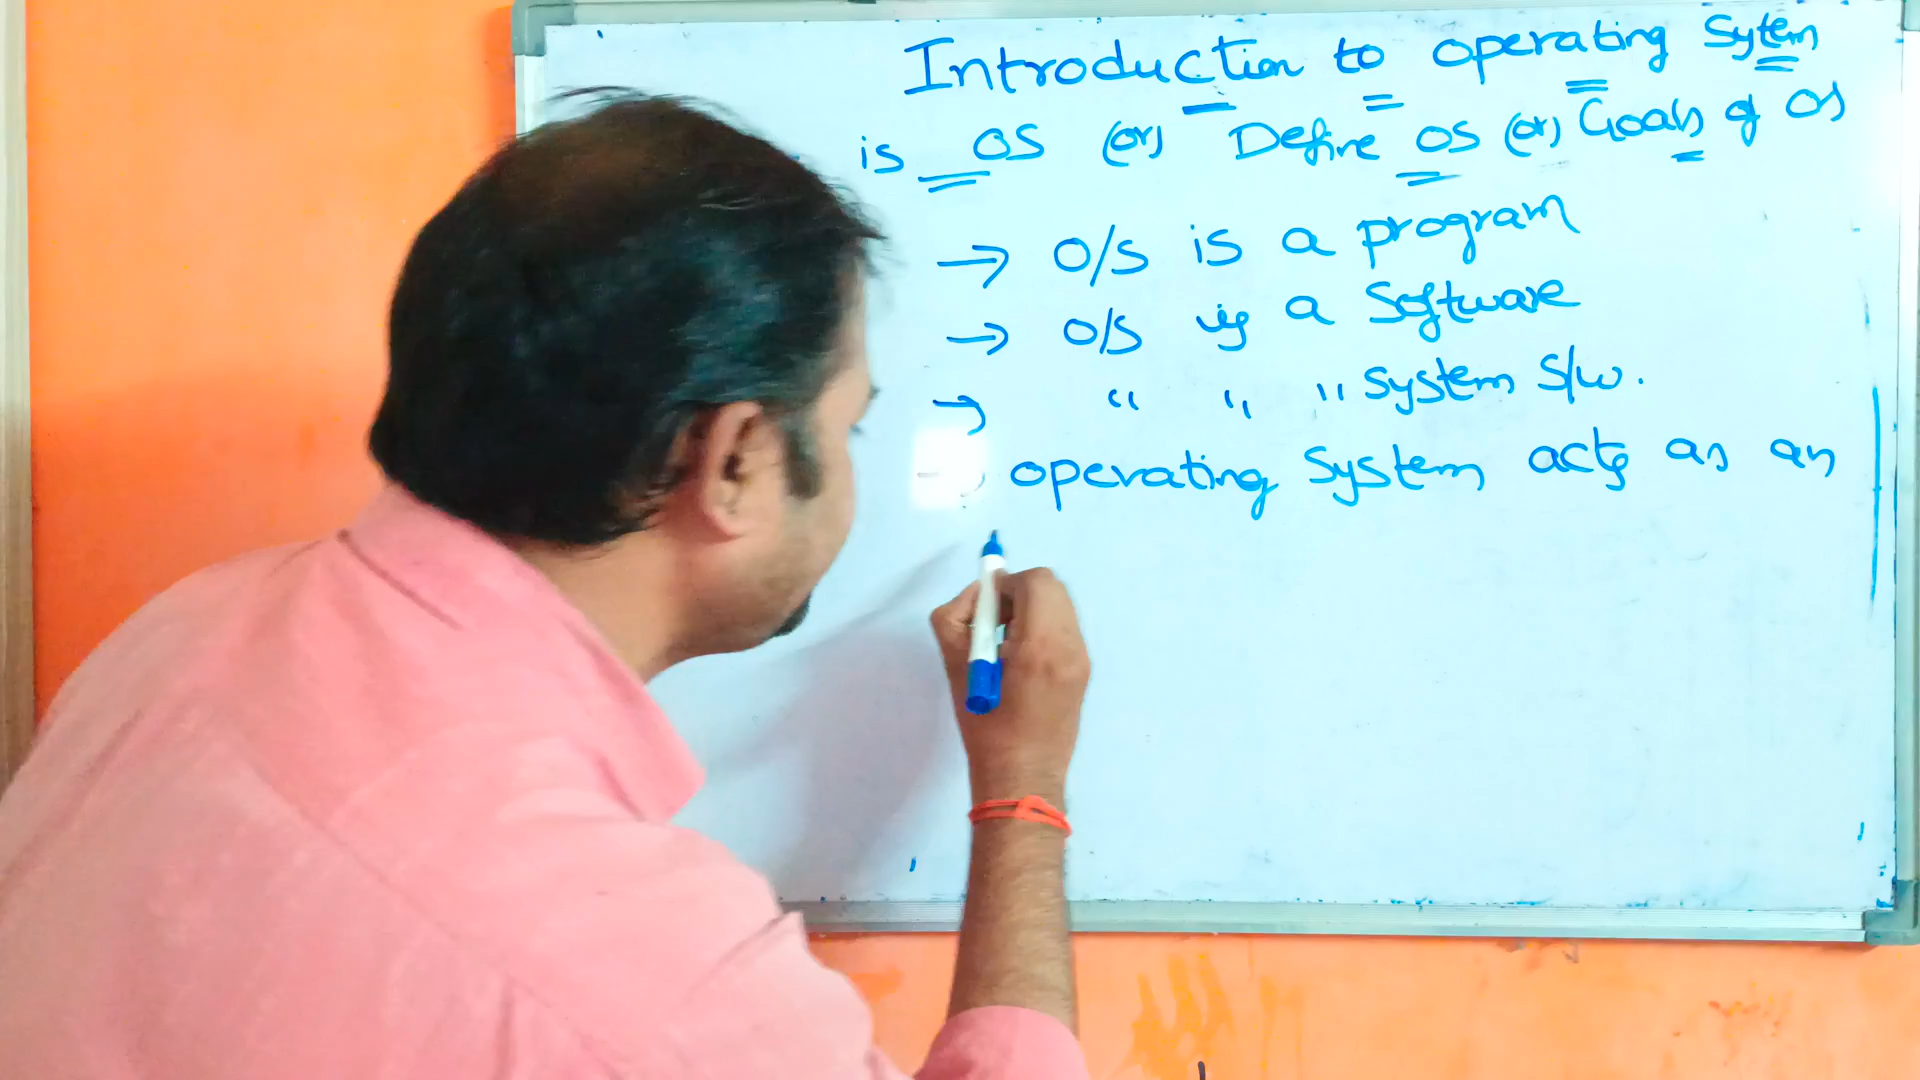 Introduction to operating Sytem
is OS (or) Define OS (or) Goals of OS
→ O/S is a program
→ O/S is a Software
→ " " " System S/w.
→ operating System acts as an